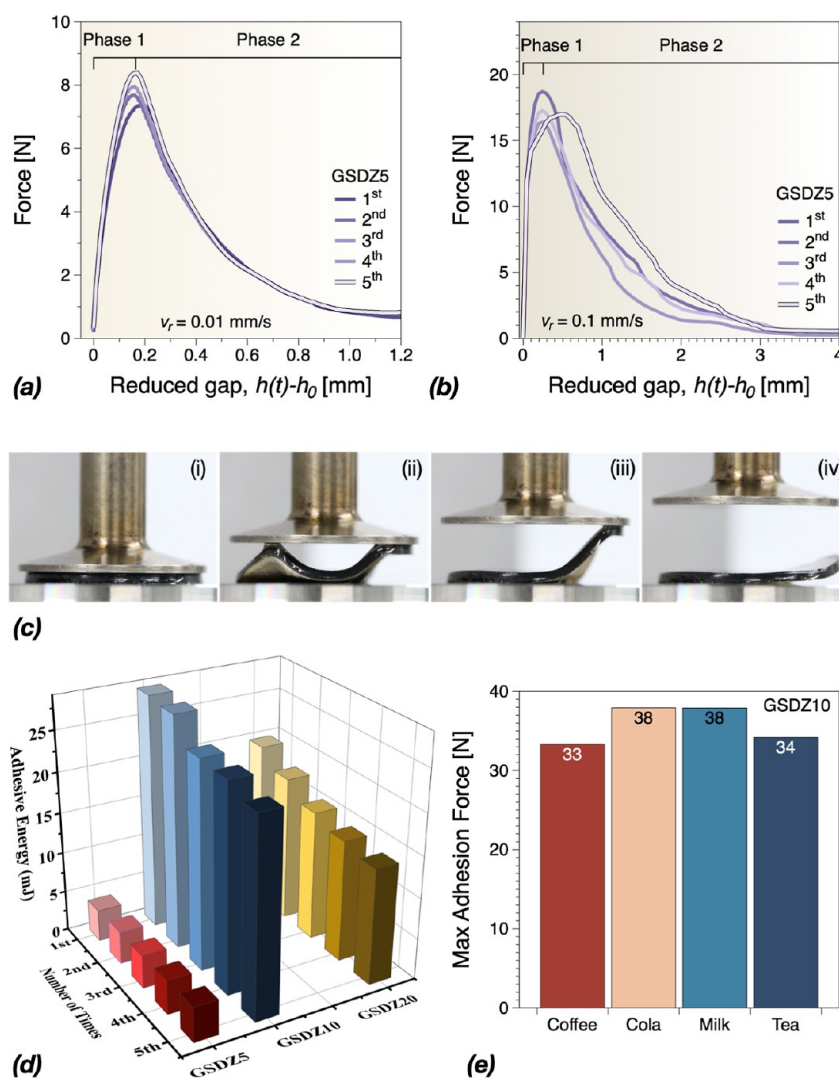 10
Phase 1
Phase 2
8
6
4
2
0
Force [N]
GSDZ5
1st
2nd
3rd
4th
5th
vr = 0.01 mm/s
0
0.2
0.4
0.6
0.8
1.0
1.2
Reduced gap, h(t)-h0 [mm]
(a)
Phase 1
Phase 2
20
15
10
5
0
Force [N]
GSDZ5
1st
2nd
3rd
4th
5th
vr = 0.1 mm/s
0
1
2
3
4
Reduced gap, h(t)-h0 [mm]
(b)
(i)
(ii)
(iii)
(iv)
(c)
25
20
15
10
5
0
Adhesive Energy (mJ)
1st
2nd
3rd
4th
5th
Number of Times
GSDZ5
GSDZ10
GSDZ20
(d)
40
30
20
10
0
Max Adhesion Force [N]
GSDZ10
33
38
38
34
Coffee
Cola
Milk
Tea
(e)